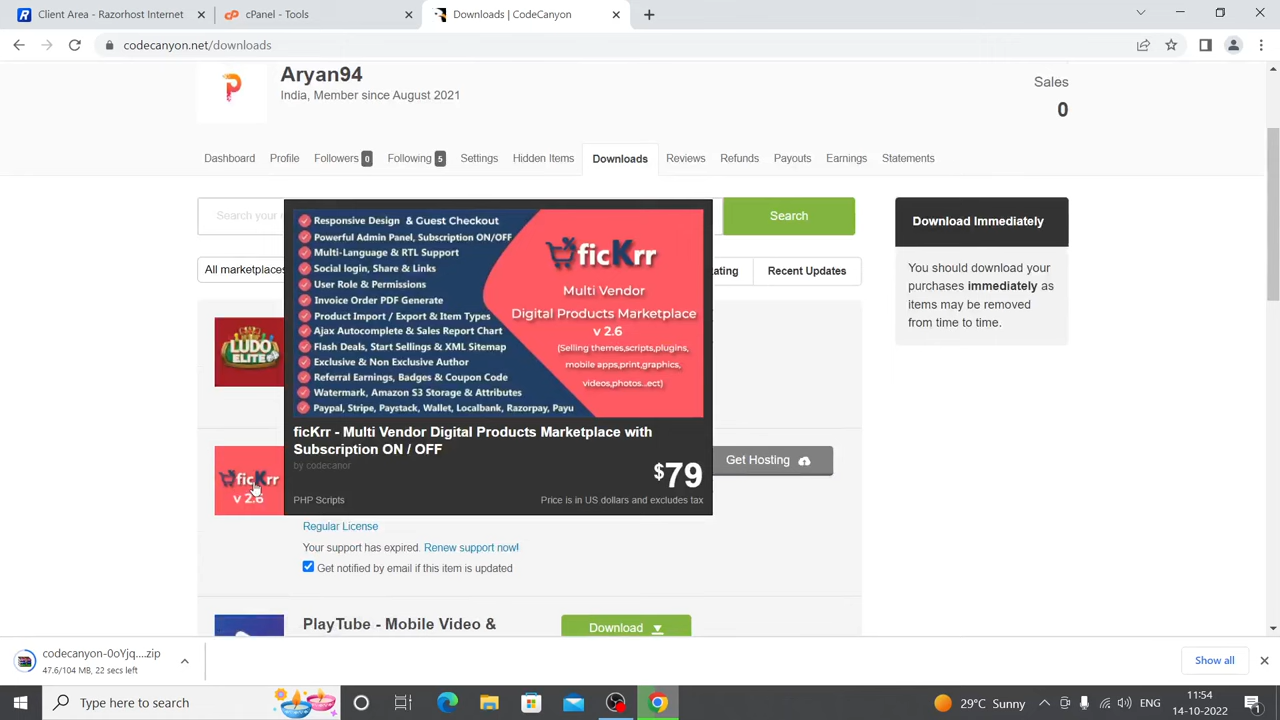 Client Area - Razorhost Internet
cPanel - Tools
Downloads | CodeCanyon
codecanyon.net/downloads
Aryan94
India, Member since August 2021
Sales
0
Dashboard
Profile
Followers 0
Following 5
Settings
Hidden Items
Downloads
Reviews
Refunds
Payouts
Earnings
Statements
Search your
Search
All marketplaces
ating
Recent Updates
Download Immediately
You should download your
purchases immediately as
items may be removed
from time to time.
LUDO
ELITE
Responsive Design & Guest Checkout
Powerful Admin Panel, Subscription ON/OFF
Multi-Language & RTL Support
Social login, Share & Links
User Role & Permissions
Invoice Order PDF Generate
Product Import / Export & Item Types
Ajax Autocomplete & Sales Report Chart
Flash Deals, Start Sellings & XML Sitemap
Exclusive & Non Exclusive Author
Referral Earnings, Badges & Coupon Code
Watermark, Amazon S3 Storage & Attributes
Paypal, Stripe, Paystack, Wallet, Localbank, Razorpay, Payu
ficKrr
Multi Vendor
Digital Products Marketplace
v 2.6
(Selling themes,scripts,plugins,
mobile apps,print,graphics,
videos,photos...ect)
ficKrr - Multi Vendor Digital Products Marketplace with
Subscription ON / OFF
by codecanor
$79
PHP Scripts
Price is in US dollars and excludes tax
ficKrr
v 2.6
Get Hosting
Regular License
Your support has expired. Renew support now!
Get notified by email if this item is updated
PlayTube - Mobile Video &
Download
codecanyon-0oYjq....zip
47.6/104 MB, 22 secs left
Show all
Type here to search
29°C Sunny
ENG
11:54
14-10-2022
1